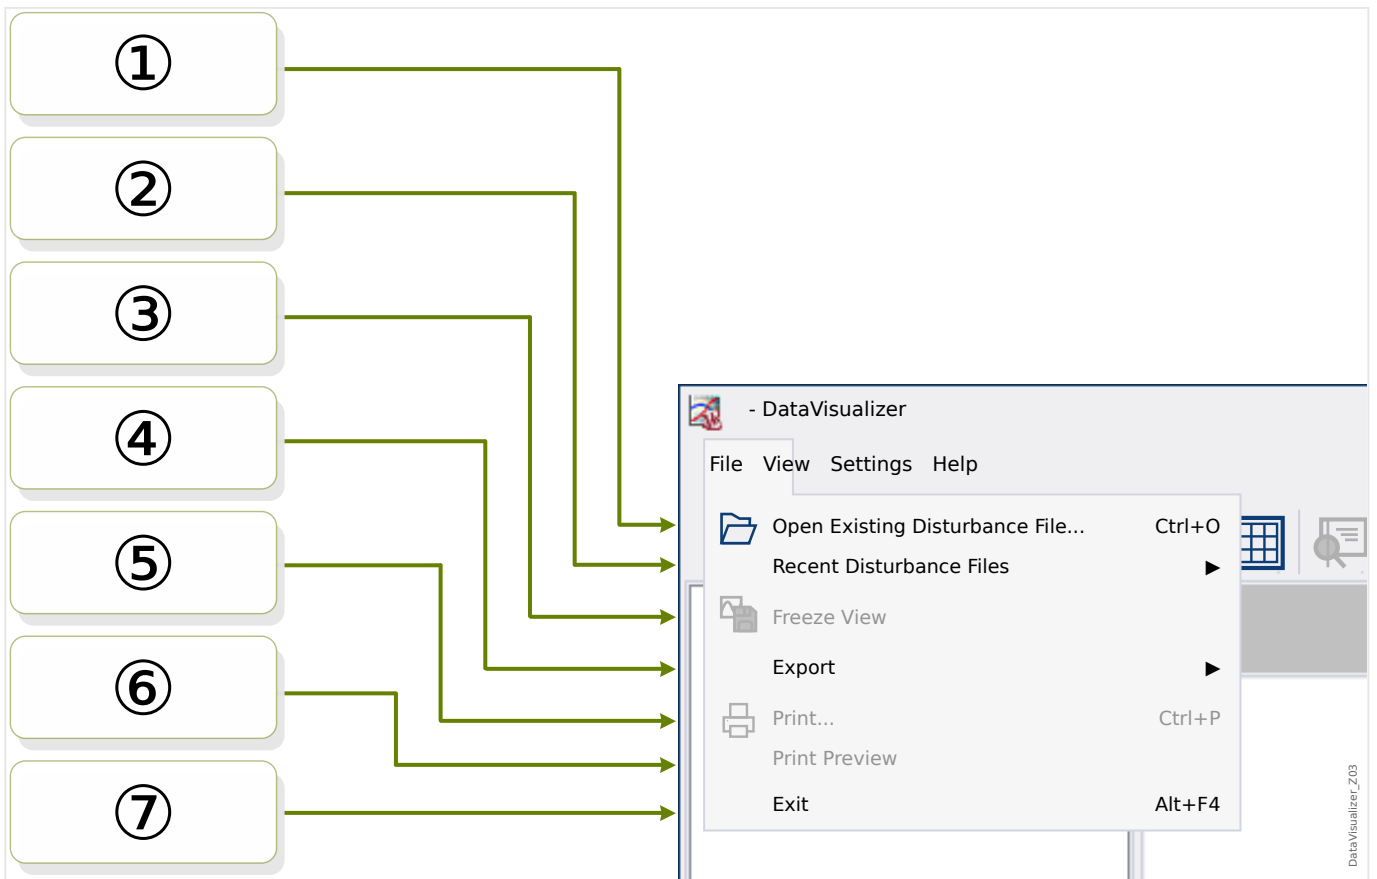 ①
②
③
④
⑤
⑥
⑦
- DataVisualizer
File View Settings Help
Open Existing Disturbance File... Ctrl+O
Recent Disturbance Files ▶
Freeze View
Export ▶
Print... Ctrl+P
Print Preview
Exit Alt+F4
DataVisualizer_Z03